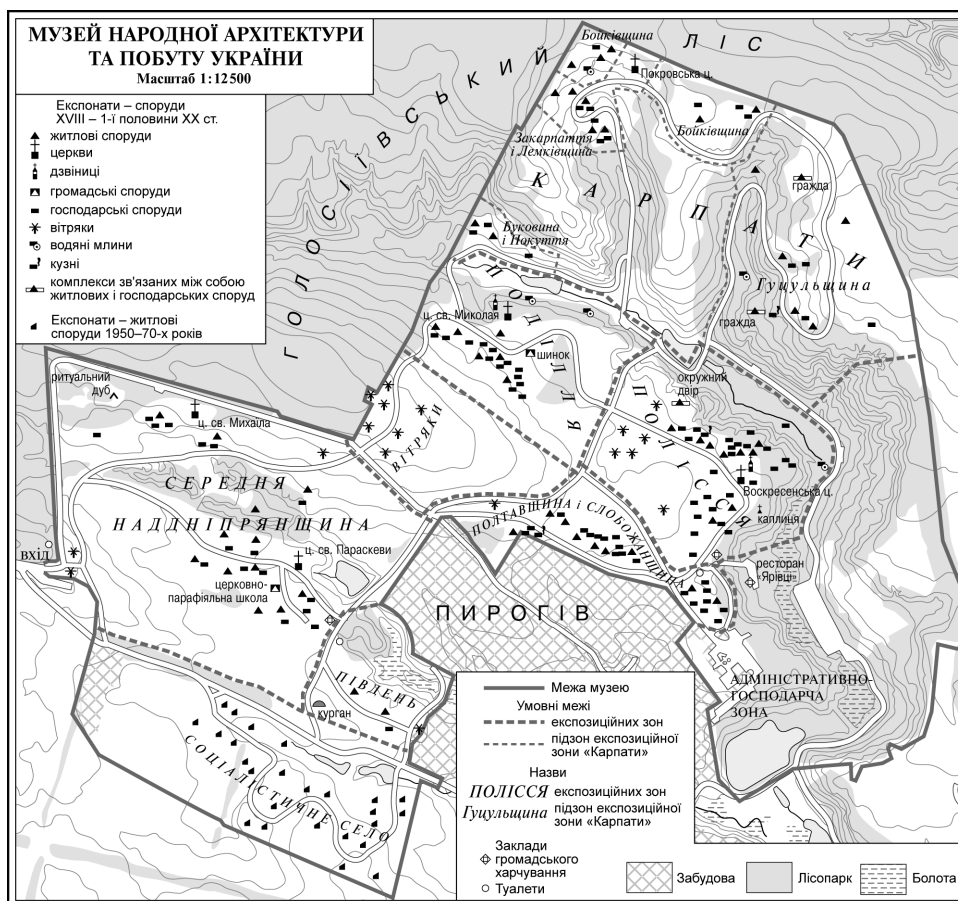 МУЗЕЙ НАРОДНОЇ АРХІТЕКТУРИ
ТА ПОБУТУ УКРАЇНИ
Масштаб 1:12500
Експонати – споруди
XVIII – 1-ї половини XX ст.
житлові споруди
церкви
дзвіниці
громадські споруди
господарські споруди
вітряки
водяні млини
кузні
комплекси зв'язаних між собою
житлових і господарських споруд
Експонати – житлові
споруди 1950–70-х років
ГОЛОСІЇВСЬКИЙ ЛІС
Бойківщина
Покровська ц.
Закарпаття
і Лемківщина
Бойківщина
КАРПАТИ
гражда
Буковина
і Покуття
Гуцульщина
гражда
ПОДІЛЛЯ
ц. св. Миколая
шинок
окружний
двір
ПОЛІССЯ
Воскресенська ц.
каплиця
ритуальний
дуб
ц. св. Михаїла
ВІТРЯКИ
СЕРЕДНЯ
НАДДНІПРЯНЩИНА
вхід
ц. св. Параскеви
церковно-
парафіяльна школа
ПОЛТАВЩИНА і СЛОБОЖАНЩИНА
ресторан
«Ярівці»
ПИРОГІВ
АДМІНІСТРАТИВНО-
ГОСПОДАРЧА
ЗОНА
ПІВДЕНЬ
курган
СОЦІАЛІСТИЧНЕ СЕЛО
Межа музею
Умовні межі
експозиційних зон
підзон експозиційної
зони «Карпати»
Назви
ПОЛІССЯ експозиційних зон
Гуцульщина підзон експозиційної
зони «Карпати»
Заклади
громадського
харчування
Туалети
Забудова
Лісопарк
Болота